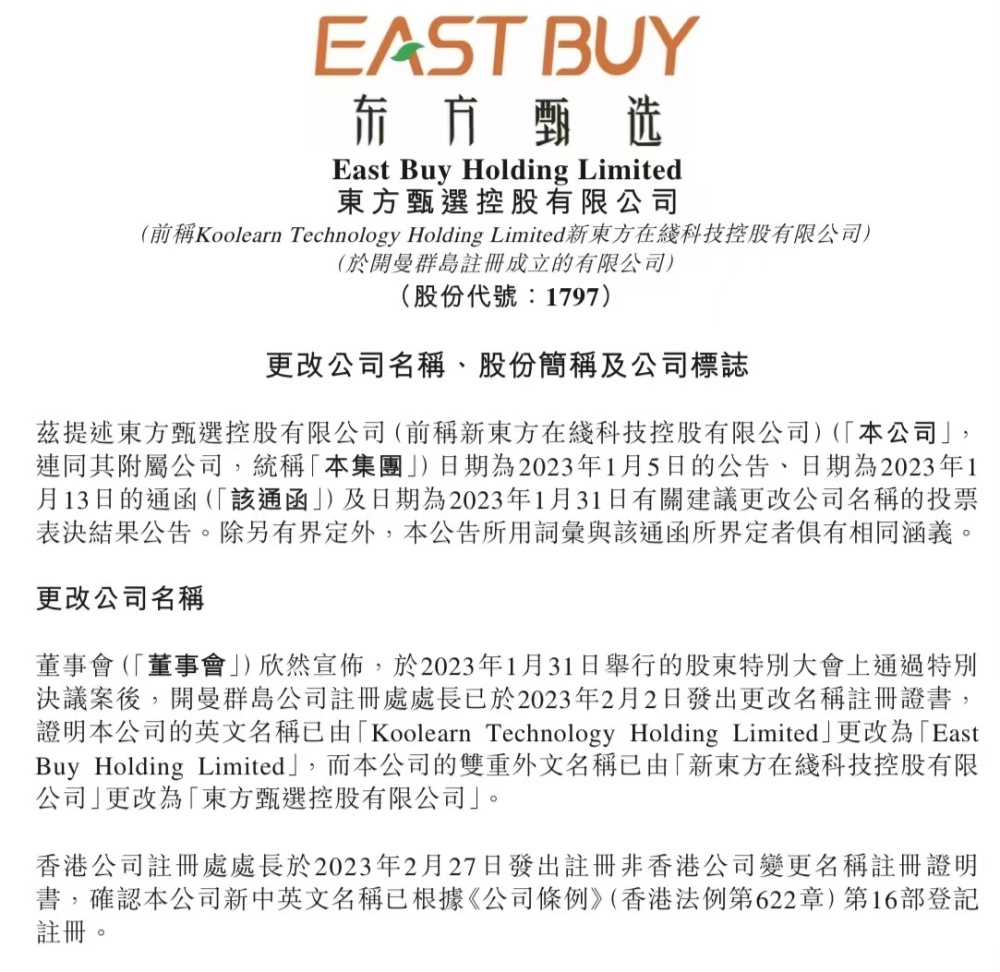 EAST BUY
东方甄选
East Buy Holding Limited
東方甄選控股有限公司
(前稱Koolearn Technology Holding Limited新東方在綫科技控股有限公司)
(於開曼群島註冊成立的有限公司)
(股份代號：1797)
更改公司名稱、股份簡稱及公司標誌
茲提述東方甄選控股有限公司(前稱新東方在綫科技控股有限公司)(「本公司」，
連同其附屬公司，統稱「本集團」)日期為2023年1月5日的公告、日期為2023年1
月13日的通函(「該通函」)及日期為2023年1月31日有關建議更改公司名稱的投票
表決結果公告。除另有界定外，本公告所用詞彙與該通函所界定者俱有相同涵義。
更改公司名稱
董事會(「董事會」)欣然宣佈，於2023年1月31日舉行的股東特別大會上通過特別
決議案後，開曼群島公司註冊處處長已於2023年2月2日發出更改名稱註冊證書，
證明本公司的英文名稱已由「Koolearn Technology Holding Limited」更改為「East
Buy Holding Limited」，而本公司的雙重外文名稱已由「新東方在綫科技控股有限
公司」更改為「東方甄選控股有限公司」。
香港公司註冊處處長於2023年2月27日發出註冊非香港公司變更名稱註冊證明
書，確認本公司新中英文名稱已根據《公司條例》(香港法例第622章)第16部登記
註冊。